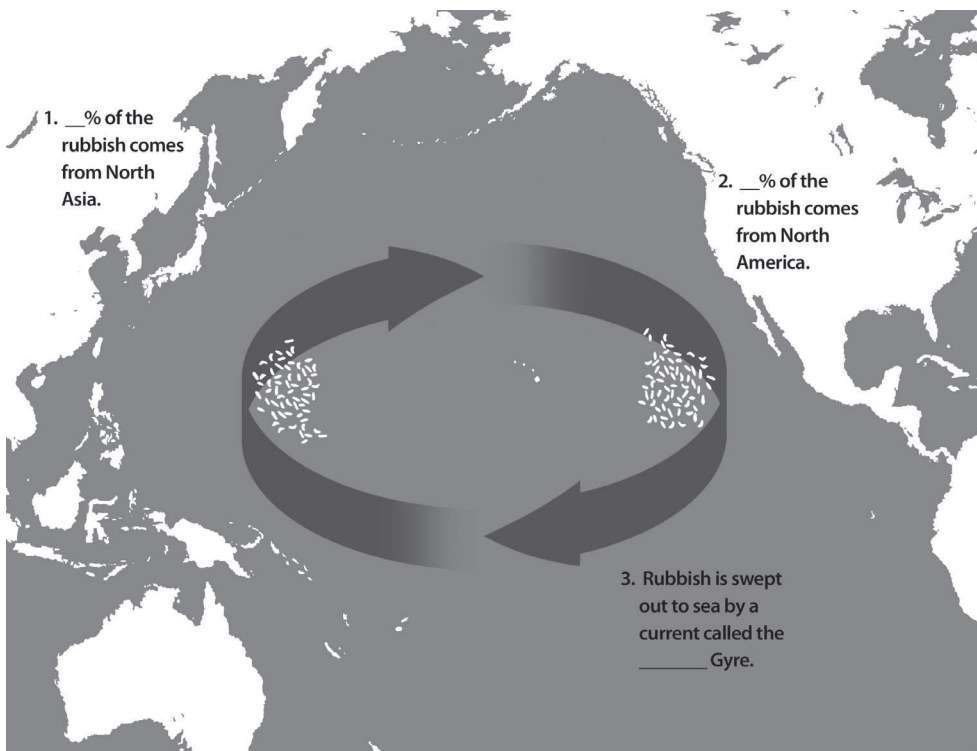 1. __% of the
rubbish comes
from North
Asia.
2. __% of the
rubbish comes
from North
America.
3. Rubbish is swept
out to sea by a
current called the
_______ Gyre.